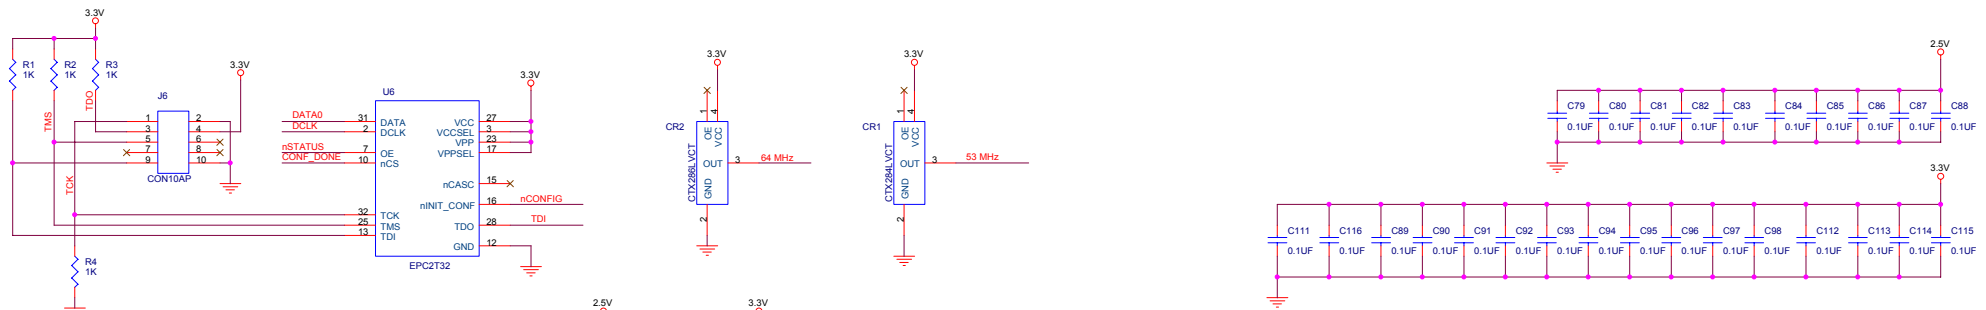 3.3V
R1
1K
R2
1K
R3
1K
TDO
TMS
TCK
3.3V
J6
1 2
3 4
5 6
7 8
9 10
CON10AP
R4
1K
U6
DATA0 31 DATA
DCLK 2 DCLK
nSTATUS 7 OE
CONF_DONE 10 nCS
32 TCK
25 TMS
13 TDI
VCC 27
VCCSEL 3
VPP 23
VPPSEL 17
nCASC 15
nINIT_CONF 16 nCONFIG
TDO 28 TDI
GND 12
EPC2T32
3.3V
3.3V
CR2
1 4
OE
VCC
OUT 3 64 MHz
GND
2
CTX286LVCT
3.3V
CR1
1 4
OE
VCC
OUT 3 53 MHz
GND
2
CTX284LVCT
2.5V
3.3V
2.5V
C79 C80 C81 C82 C83 C84 C85 C86 C87 C88
0.1UF 0.1UF 0.1UF 0.1UF 0.1UF 0.1UF 0.1UF 0.1UF 0.1UF 0.1UF
3.3V
C111 C116 C89 C90 C91 C92 C93 C94 C95 C96 C97 C98 C112 C113 C114 C115
0.1UF 0.1UF 0.1UF 0.1UF 0.1UF 0.1UF 0.1UF 0.1UF 0.1UF 0.1UF 0.1UF 0.1UF 0.1UF 0.1UF 0.1UF 0.1UF